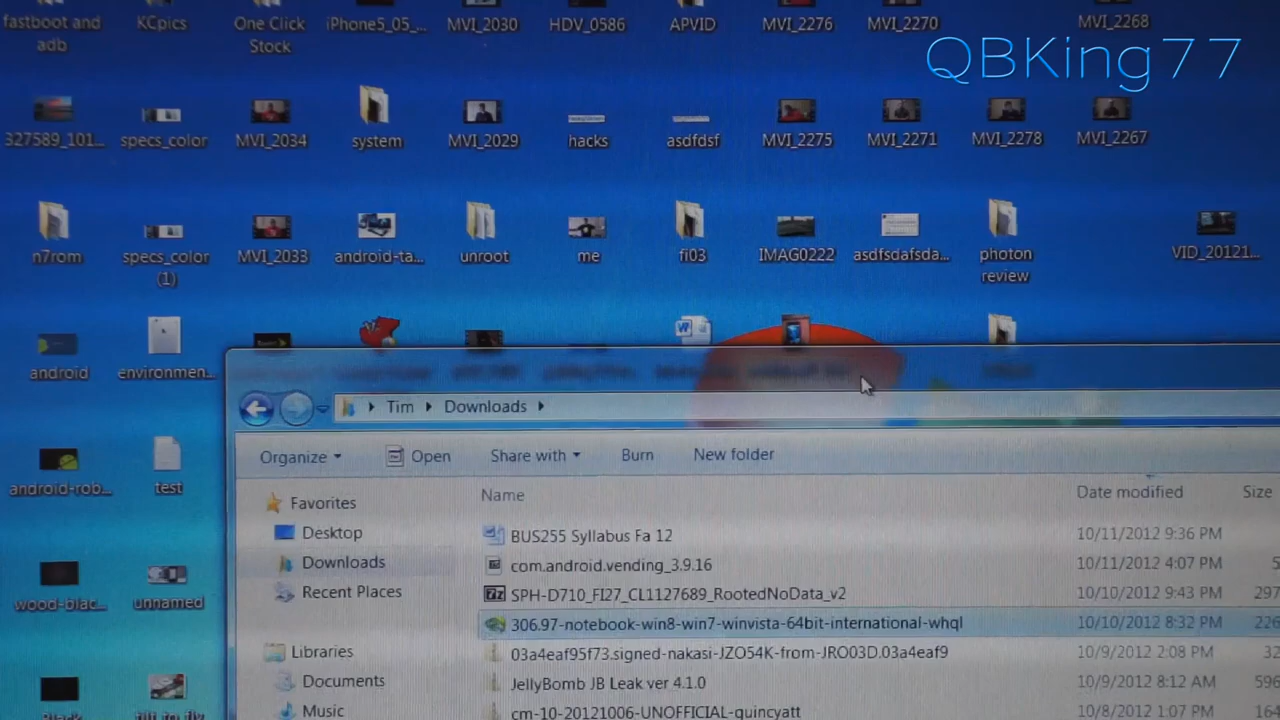 fastboot and
adb
KCpics
One Click
Stock
iPhone5_05_...
MVI_2030
HDV_0586
APVID
MVI_2276
MVI_2270
MVI_2268
QBKing77
327589_101...
specs_color
MVI_2034
system
MVI_2029
hacks
asdfdsf
MVI_2275
MVI_2271
MVI_2278
MVI_2267
n7rom
specs_color
(1)
MVI_2033
android-ta...
unroot
me
fi03
IMAG0222
asdfsdafsda...
photon
review
VID_20121...
android
environmen...
android-rob...
test
wood-blac...
unnamed
Black
Tim
Downloads
Organize
Open
Share with
Burn
New folder
Favorites
Desktop
Downloads
Recent Places
Libraries
Documents
Music
Name
Date modified
Size
BUS255 Syllabus Fa 12
10/11/2012 9:36 PM
com.android.vending_3.9.16
10/11/2012 4:07 PM
5
SPH-D710_FI27_CL1127689_RootedNoData_v2
10/10/2012 9:43 PM
297
306.97-notebook-win8-win7-winvista-64bit-international-whql
10/10/2012 8:32 PM
226
03a4eaf95f73.signed-nakasi-JZO54K-from-JRO03D.03a4eaf9
10/9/2012 2:08 PM
32
JellyBomb JB Leak ver 4.1.0
10/9/2012 8:12 AM
596
cm-10-20121006-UNOFFICIAL-quincyatt
10/8/2012 1:07 PM
164